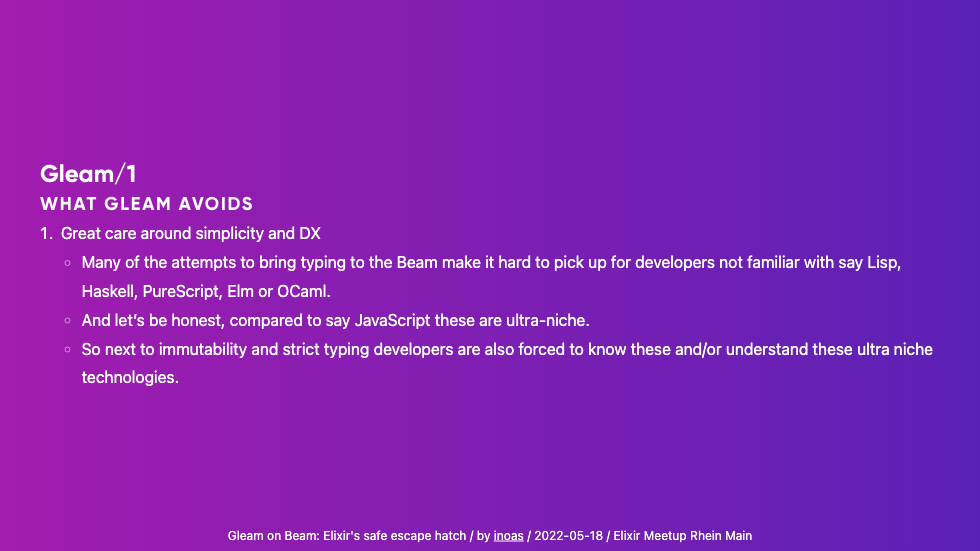 Gleam/1
WHAT GLEAM AVOIDS
1. Great care around simplicity and DX
◦ Many of the attempts to bring typing to the Beam make it hard to pick up for developers not familiar with say Lisp,
Haskell, PureScript, Elm or OCaml.
◦ And let’s be honest, compared to say JavaScript these are ultra-niche.
◦ So next to immutability and strict typing developers are also forced to know these and/or understand these ultra niche
technologies.
Gleam on Beam: Elixir's safe escape hatch / by inoas / 2022-05-18 / Elixir Meetup Rhein Main